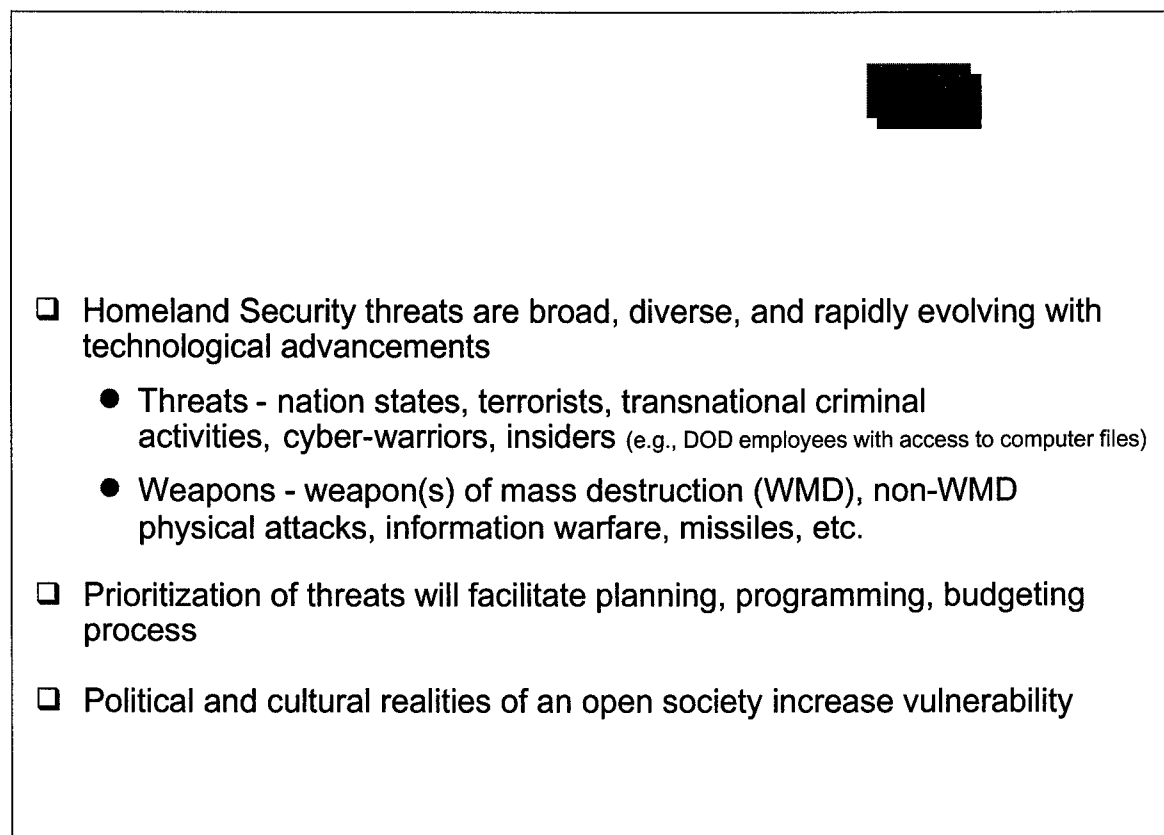 ❑ Homeland Security threats are broad, diverse, and rapidly evolving with
technological advancements
● Threats - nation states, terrorists, transnational criminal
activities, cyber-warriors, insiders (e.g., DOD employees with access to computer files)
● Weapons - weapon(s) of mass destruction (WMD), non-WMD
physical attacks, information warfare, missiles, etc.
❑ Prioritization of threats will facilitate planning, programming, budgeting
process
❑ Political and cultural realities of an open society increase vulnerability